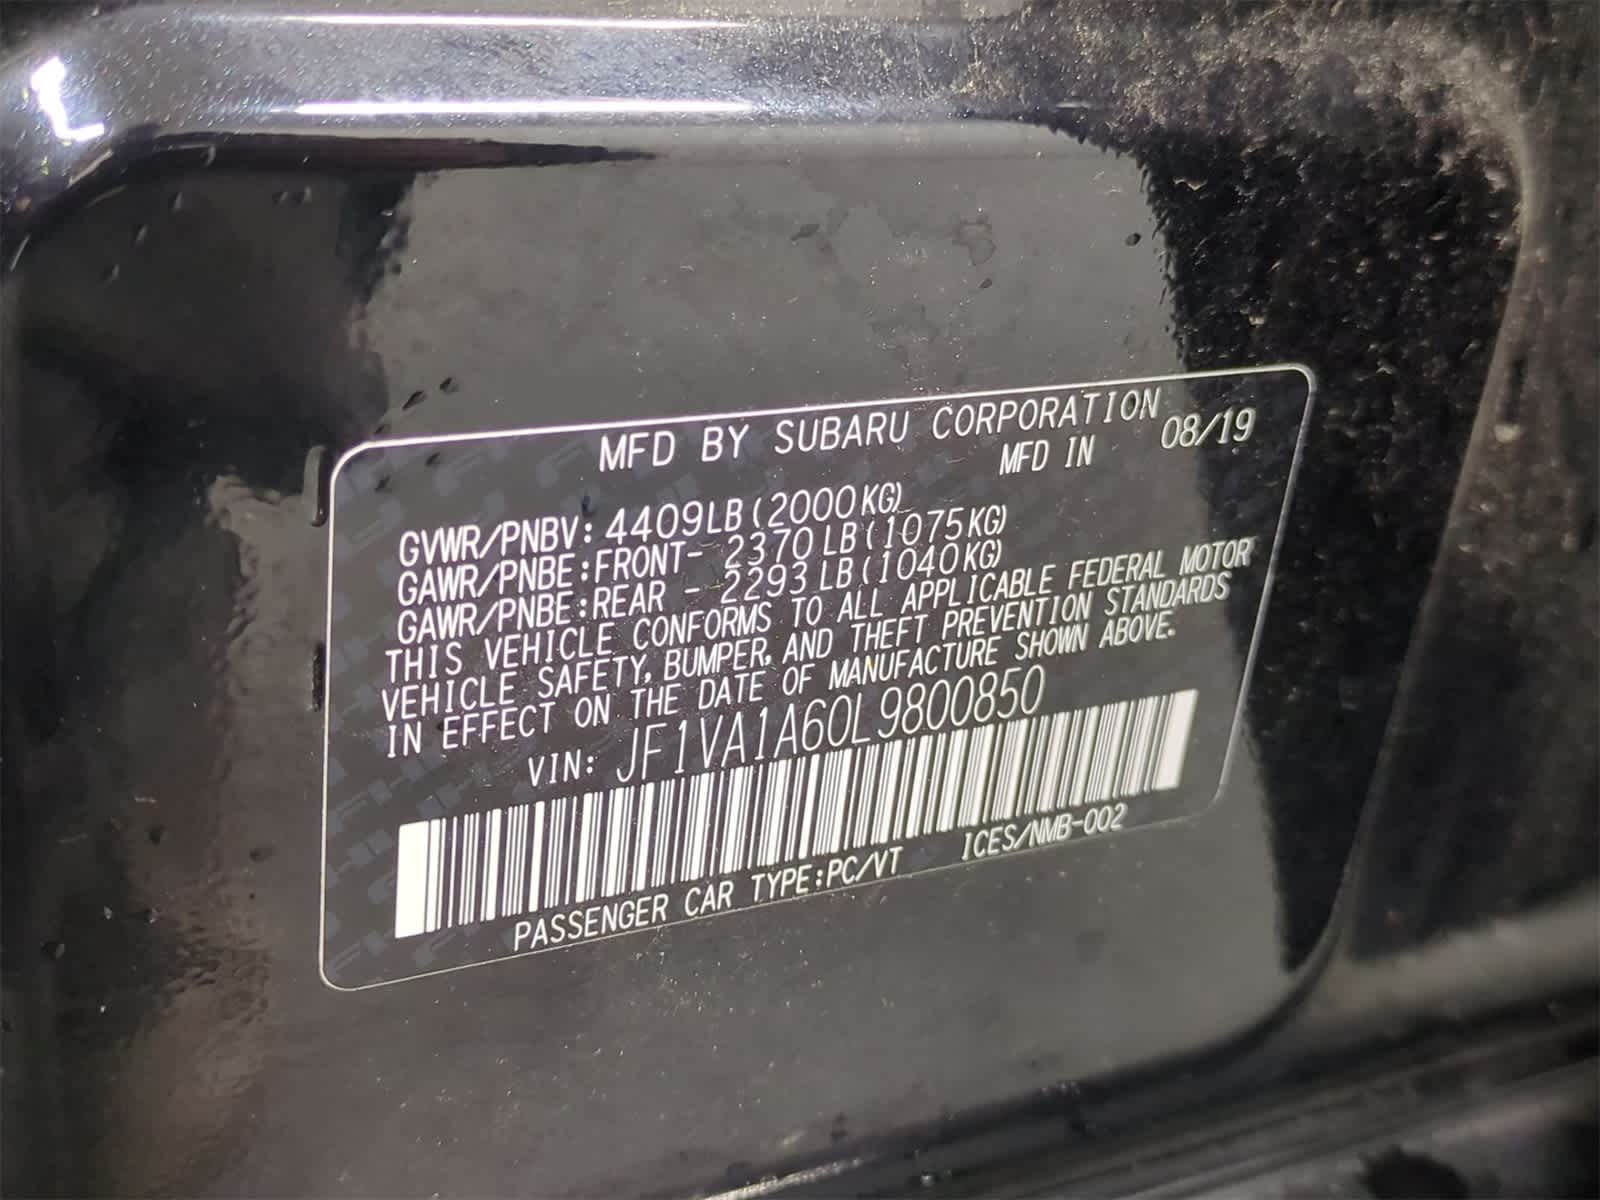 MFD BY SUBARU CORPORATION
MFD IN 08/19
GVWR/PNBV: 4409LB(2000KG)
GAWR/PNBE:FRONT- 2370LB(1075KG)
GAWR/PNBE:REAR - 2293LB(1040KG)
THIS VEHICLE CONFORMS TO ALL APPLICABLE FEDERAL MOTOR
VEHICLE SAFETY, BUMPER, AND THEFT PREVENTION STANDARDS
IN EFFECT ON THE DATE OF MANUFACTURE SHOWN ABOVE.
VIN: JF1VA1A60L9800850
PASSENGER CAR TYPE:PC/VT ICES/NMB-002